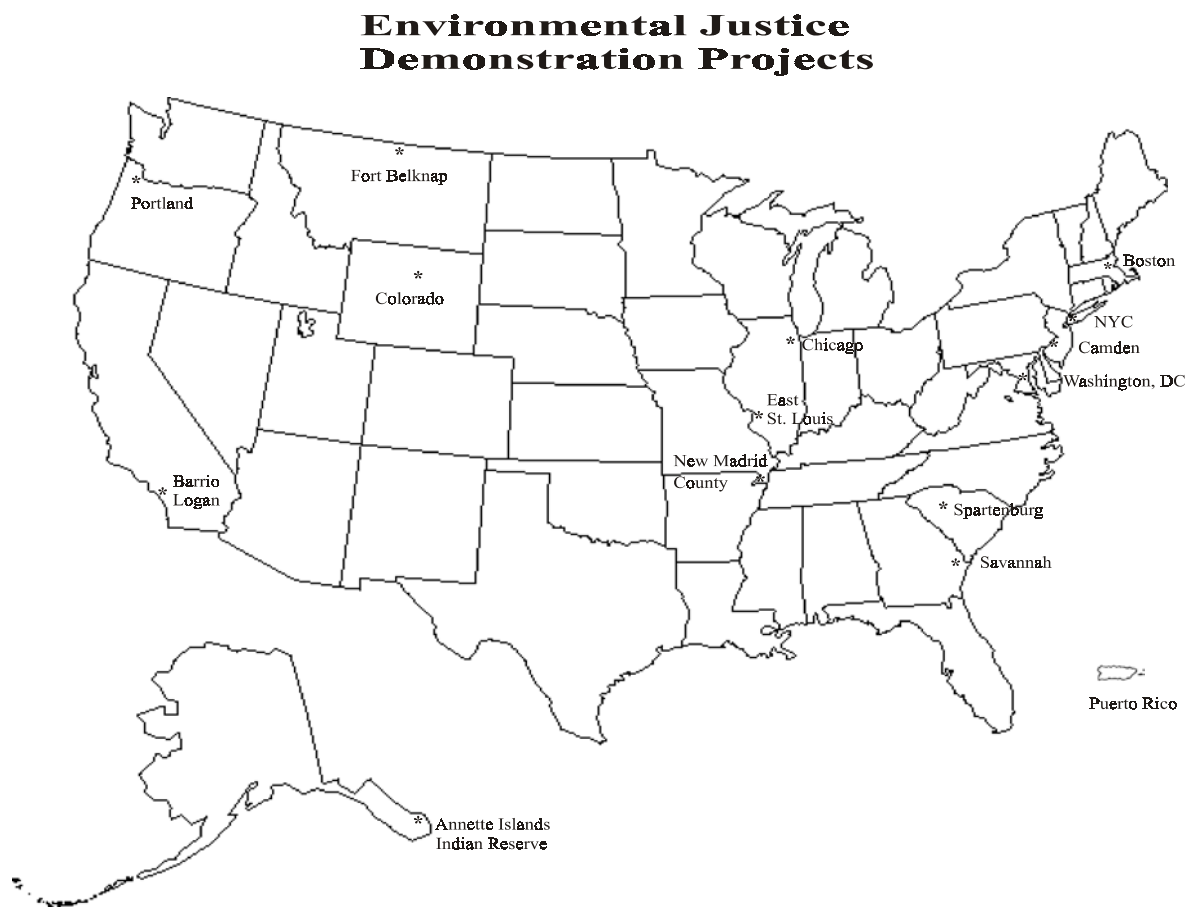 Environmental Justice
Demonstration Projects
* Fort Belknap
* Portland
* Colorado
* Boston
* NYC
* Chicago
* Camden
* Washington, DC
East
* St. Louis
New Madrid
County *
* Barrio
Logan
* Spartenburg
* Savannah
Puerto Rico
* Annette Islands
Indian Reserve